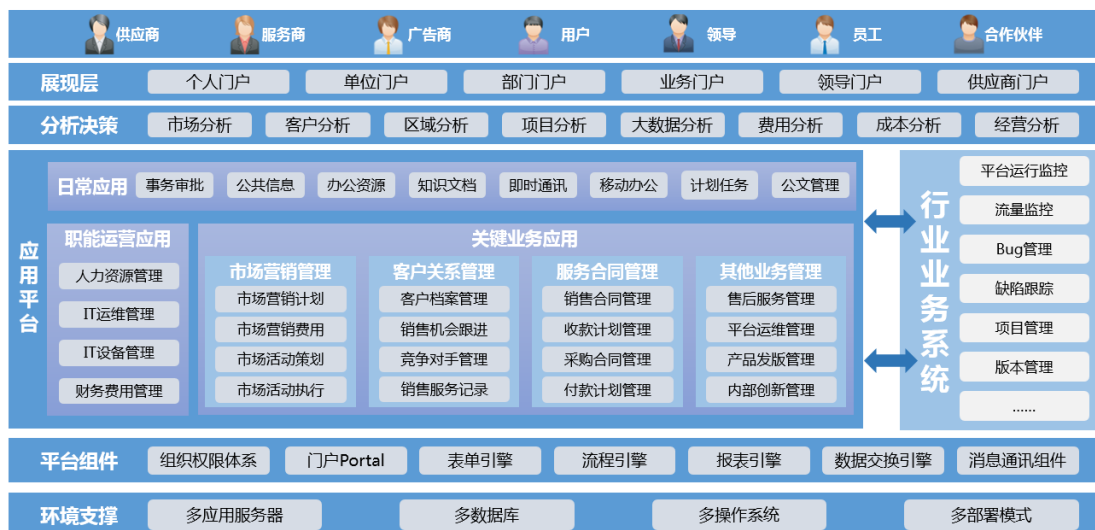 供应商 服务商 广告商 用户 领导 员工 合作伙伴
展现层 个人门户 单位门户 部门门户 业务门户 领导门户 供应商门户
分析决策 市场分析 客户分析 区域分析 项目分析 大数据分析 费用分析 成本分析 经营分析
应用平台
日常应用 事务审批 公共信息 办公资源 知识文档 即时通讯 移动办公 计划任务 公文管理
职能运营应用
人力资源管理
IT运维管理
IT设备管理
财务费用管理
关键业务应用
市场营销管理
市场营销计划
市场营销费用
市场活动策划
市场活动执行
客户关系管理
客户档案管理
销售机会跟进
竞争对手管理
销售服务记录
服务合同管理
销售合同管理
收款计划管理
采购合同管理
付款计划管理
其他业务管理
售后服务管理
平台运维管理
产品发版管理
内部创新管理
行业业务系统
平台运行监控
流量监控
Bug管理
缺陷跟踪
项目管理
版本管理
......
平台组件 组织权限体系 门户Portal 表单引擎 流程引擎 报表引擎 数据交换引擎 消息通讯组件
环境支撑 多应用服务器 多数据库 多操作系统 多部署模式